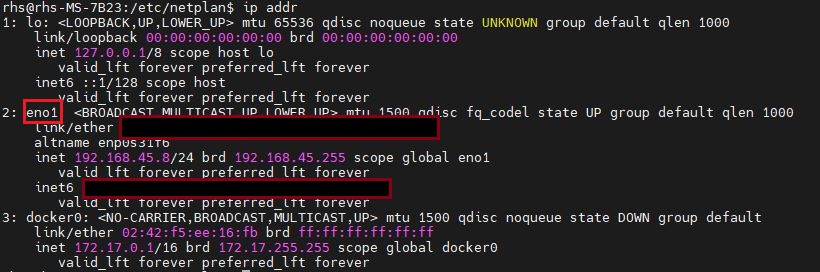 rhs@rhs-MS-7B23:/etc/netplan$ ip addr
1: lo: <LOOPBACK,UP,LOWER_UP> mtu 65536 qdisc noqueue state UNKNOWN group default qlen 1000
link/loopback 00:00:00:00:00:00 brd 00:00:00:00:00:00
inet 127.0.0.1/8 scope host lo
valid_lft forever preferred_lft forever
inet6 ::1/128 scope host
valid_lft forever preferred_lft forever
2: eno1: <BROADCAST,MULTICAST,UP,LOWER_UP> mtu 1500 qdisc fq_codel state UP group default qlen 1000
link/ether
altname enp0s31f6
inet 192.168.45.8/24 brd 192.168.45.255 scope global eno1
valid_lft forever preferred_lft forever
inet6
valid_lft forever preferred_lft forever
3: docker0: <NO-CARRIER,BROADCAST,MULTICAST,UP> mtu 1500 qdisc noqueue state DOWN group default
link/ether 02:42:f5:ee:16:fb brd ff:ff:ff:ff:ff:ff
inet 172.17.0.1/16 brd 172.17.255.255 scope global docker0
valid_lft forever preferred_lft forever